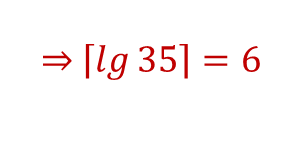 ⇒ ⌈lg 35⌉ = 6